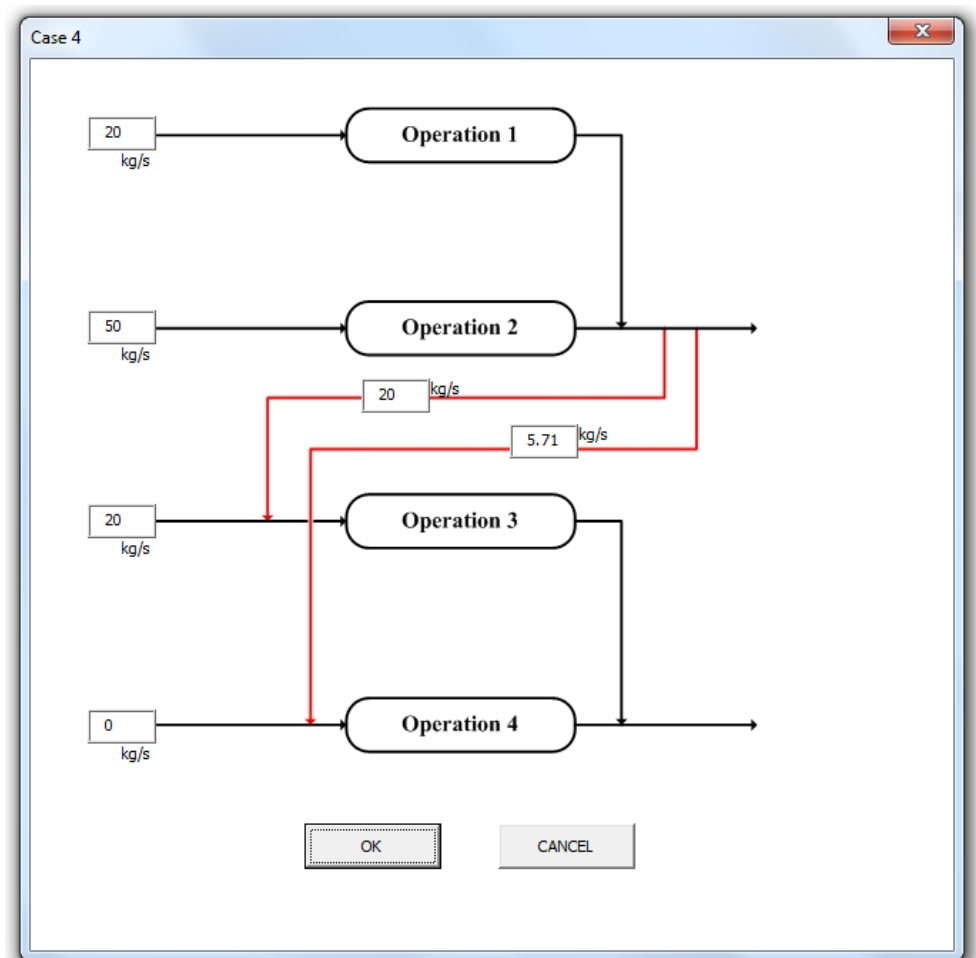 Case 4
20
kg/s
Operation 1
50
kg/s
Operation 2
20
kg/s
5.71
kg/s
20
kg/s
Operation 3
0
kg/s
Operation 4
OK
CANCEL